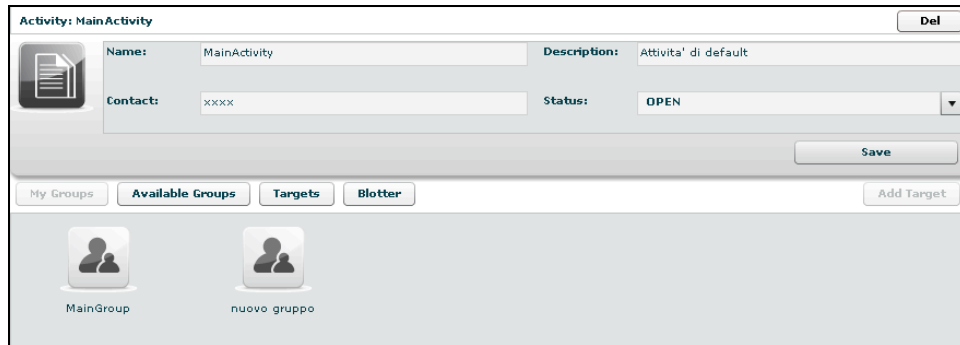 Activity: MainActivity Del
Name: MainActivity Description: Attivita' di default
Contact: xxxx Status: OPEN
Save
My Groups Available Groups Targets Blotter Add Target
MainGroup nuovo gruppo